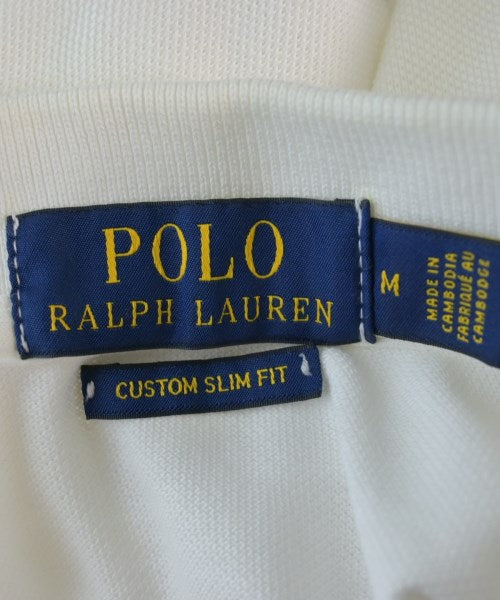 POLO
RALPH LAUREN
CUSTOM SLIM FIT
M
MADE IN
CAMBODIA
FABRIQUE AU
CAMBODGE